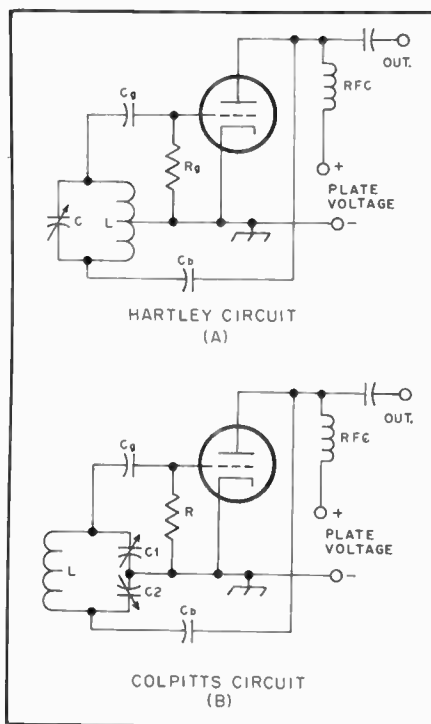 OUT.
Cg
RFC
Rg
+
PLATE
VOLTAGE
C
L
-
Cb
HARTLEY CIRCUIT
(A)
OUT.
Cg
RFC
R
+
PLATE
VOLTAGE
L
C1
C2
-
Cb
COLPITTS CIRCUIT
(B)